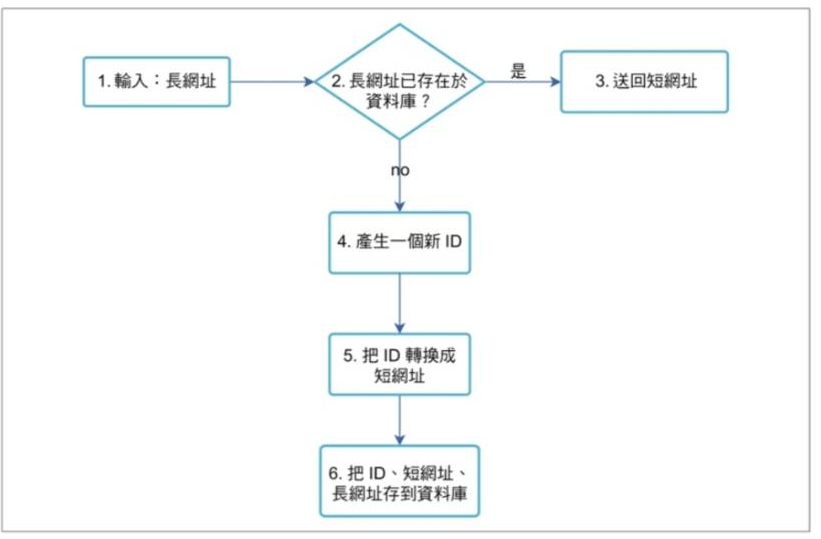 1. 輸入：長網址
2. 長網址已存在於
資料庫？
是
3. 送回短網址
no
4. 產生一個新 ID
5. 把 ID 轉換成
短網址
6. 把 ID、短網址、
長網址存到資料庫